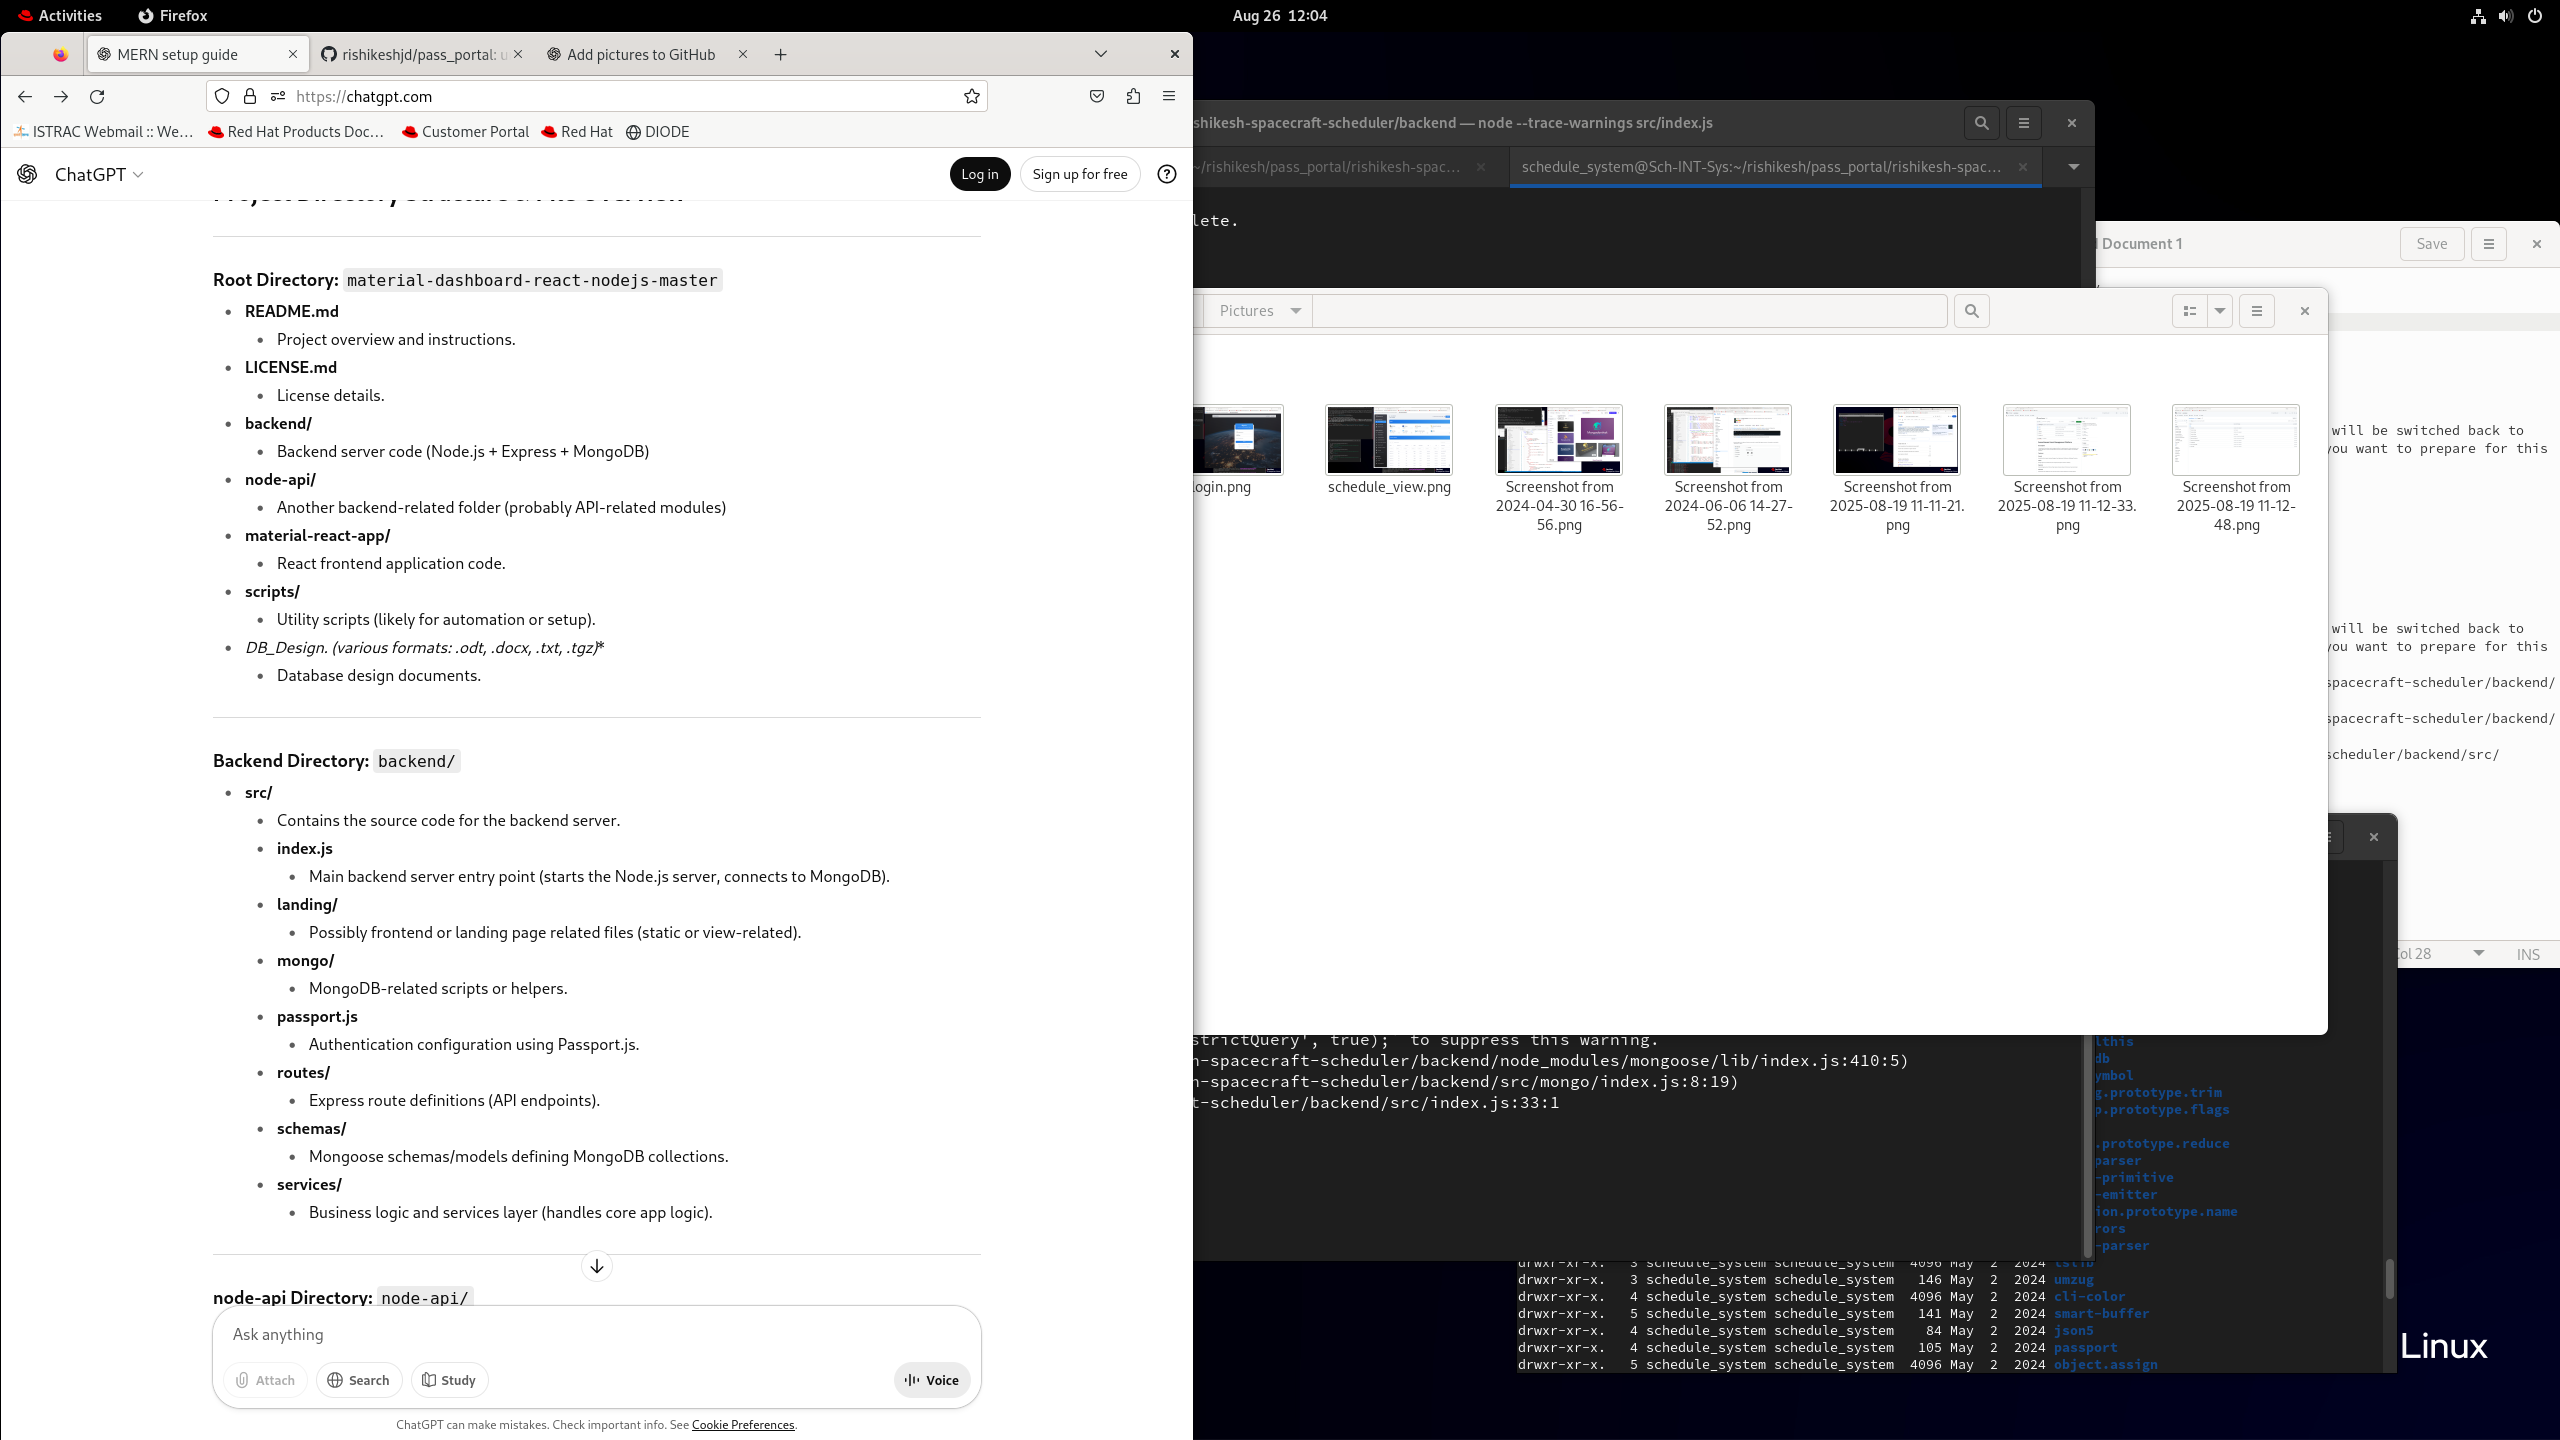 Activities
Firefox
Aug 26 12:04
MERN setup guide
rishikeshjd/pass_portal:
Add pictures to GitHub
https://chatgpt.com
ISTRAC Webmail :: We…
Red Hat Products Doc…
Customer Portal
Red Hat
DIODE
ChatGPT
Log in
Sign up for free
Root Directory: material-dashboard-react-nodejs-master
README.md
Project overview and instructions.
LICENSE.md
License details.
backend/
Backend server code (Node.js + Express + MongoDB)
node-api/
Another backend-related folder (probably API-related modules)
material-react-app/
React frontend application code.
scripts/
Utility scripts (likely for automation or setup).
DB_Design. (various formats: .odt, .docx, .txt, .tgz)*
Database design documents.
Backend Directory: backend/
src/
Contains the source code for the backend server.
index.js
Main backend server entry point (starts the Node.js server, connects to MongoDB).
landing/
Possibly frontend or landing page related files (static or view-related).
mongo/
MongoDB-related scripts or helpers.
passport.js
Authentication configuration using Passport.js.
routes/
Express route definitions (API endpoints).
schemas/
Mongoose schemas/models defining MongoDB collections.
services/
Business logic and services layer (handles core app logic).
node-api Directory: node-api/
Ask anything
Attach
Search
Study
Voice
ChatGPT can make mistakes. Check important info. See Cookie Preferences.
shikesh-spacecraft-scheduler/backend — node --trace-warnings src/index.js
~/rishikesh/pass_portal/rishikesh-spac…
schedule_system@Sch-INT-Sys:~/rishikesh/pass_portal/rishikesh-spac…
lete.
Document 1
Save
Pictures
login.png
schedule_view.png
Screenshot from 2024-04-30 16-56-56.png
Screenshot from 2024-06-06 14-27-52.png
Screenshot from 2025-08-19 11-11-21.png
Screenshot from 2025-08-19 11-12-33.png
Screenshot from 2025-08-19 11-12-48.png
will be switched back to
you want to prepare for this
will be switched back to
you want to prepare for this
spacecraft-scheduler/backend/
spacecraft-scheduler/backend/
scheduler/backend/src/
Col 28
INS
strictQuery', true); to suppress this warning.
h-spacecraft-scheduler/backend/node_modules/mongoose/lib/index.js:410:5)
h-spacecraft-scheduler/backend/src/mongo/index.js:8:19)
t-scheduler/backend/src/index.js:33:1
lthis
db
ymbol
g.prototype.trim
p.prototype.flags
.prototype.reduce
parser
-primitive
-emitter
ion.prototype.name
rors
-parser
drwxr-xr-x. 3 schedule_system schedule_system 4096 May 2 2024 cslib
drwxr-xr-x. 3 schedule_system schedule_system 146 May 2 2024 umzug
drwxr-xr-x. 4 schedule_system schedule_system 4096 May 2 2024 cli-color
drwxr-xr-x. 5 schedule_system schedule_system 141 May 2 2024 smart-buffer
drwxr-xr-x. 4 schedule_system schedule_system 84 May 2 2024 json5
drwxr-xr-x. 4 schedule_system schedule_system 105 May 2 2024 passport
drwxr-xr-x. 5 schedule_system schedule_system 4096 May 2 2024 object.assign
Linux